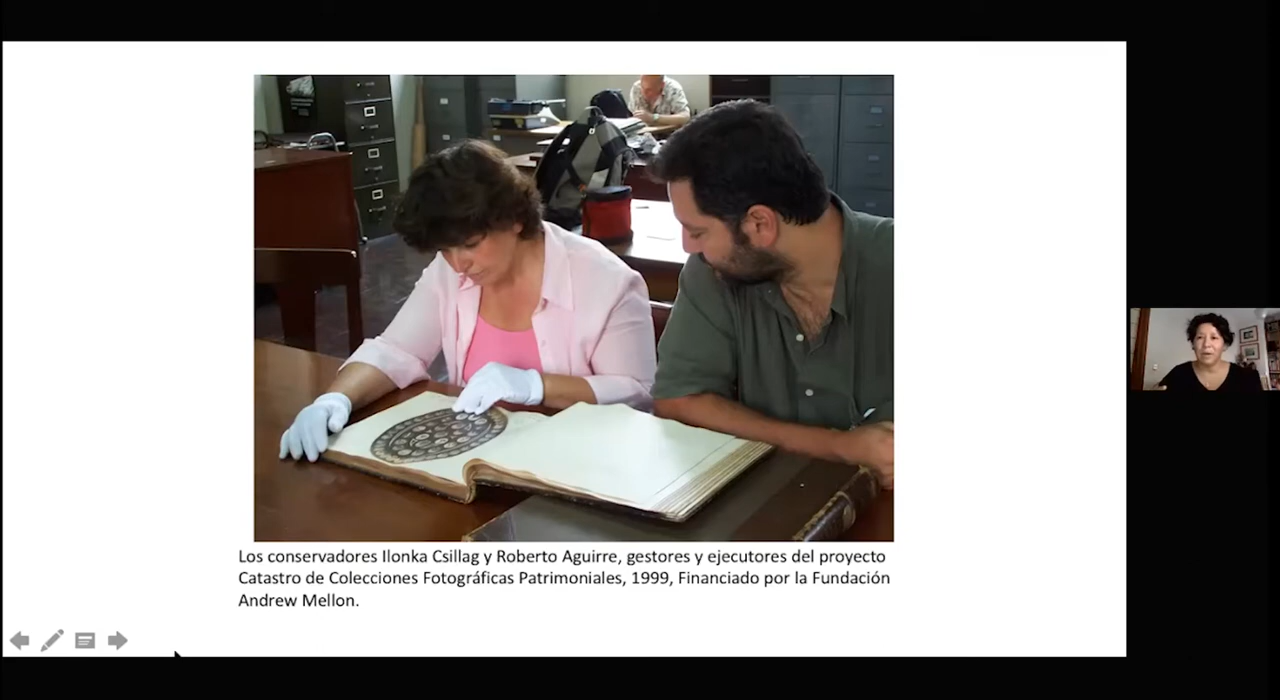 Los conservadores Ilonka Csillag y Roberto Aguirre, gestores y ejecutores del proyecto
Catastro de Colecciones Fotográficas Patrimoniales, 1999, Financiado por la Fundación
Andrew Mellon.